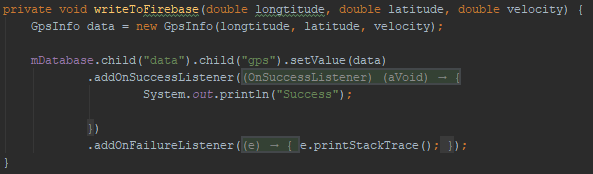 private void writeToFirebase(double longtitude, double latitude, double velocity) {
GpsInfo data = new GpsInfo(longtitude, latitude, velocity);
mDatabase.child("data").child("gps").setValue(data)
.addOnSuccessListener((OnSuccessListener) (aVoid) → {
System.out.println("Success");
})
.addOnFailureListener((e) → { e.printStackTrace(); });
}